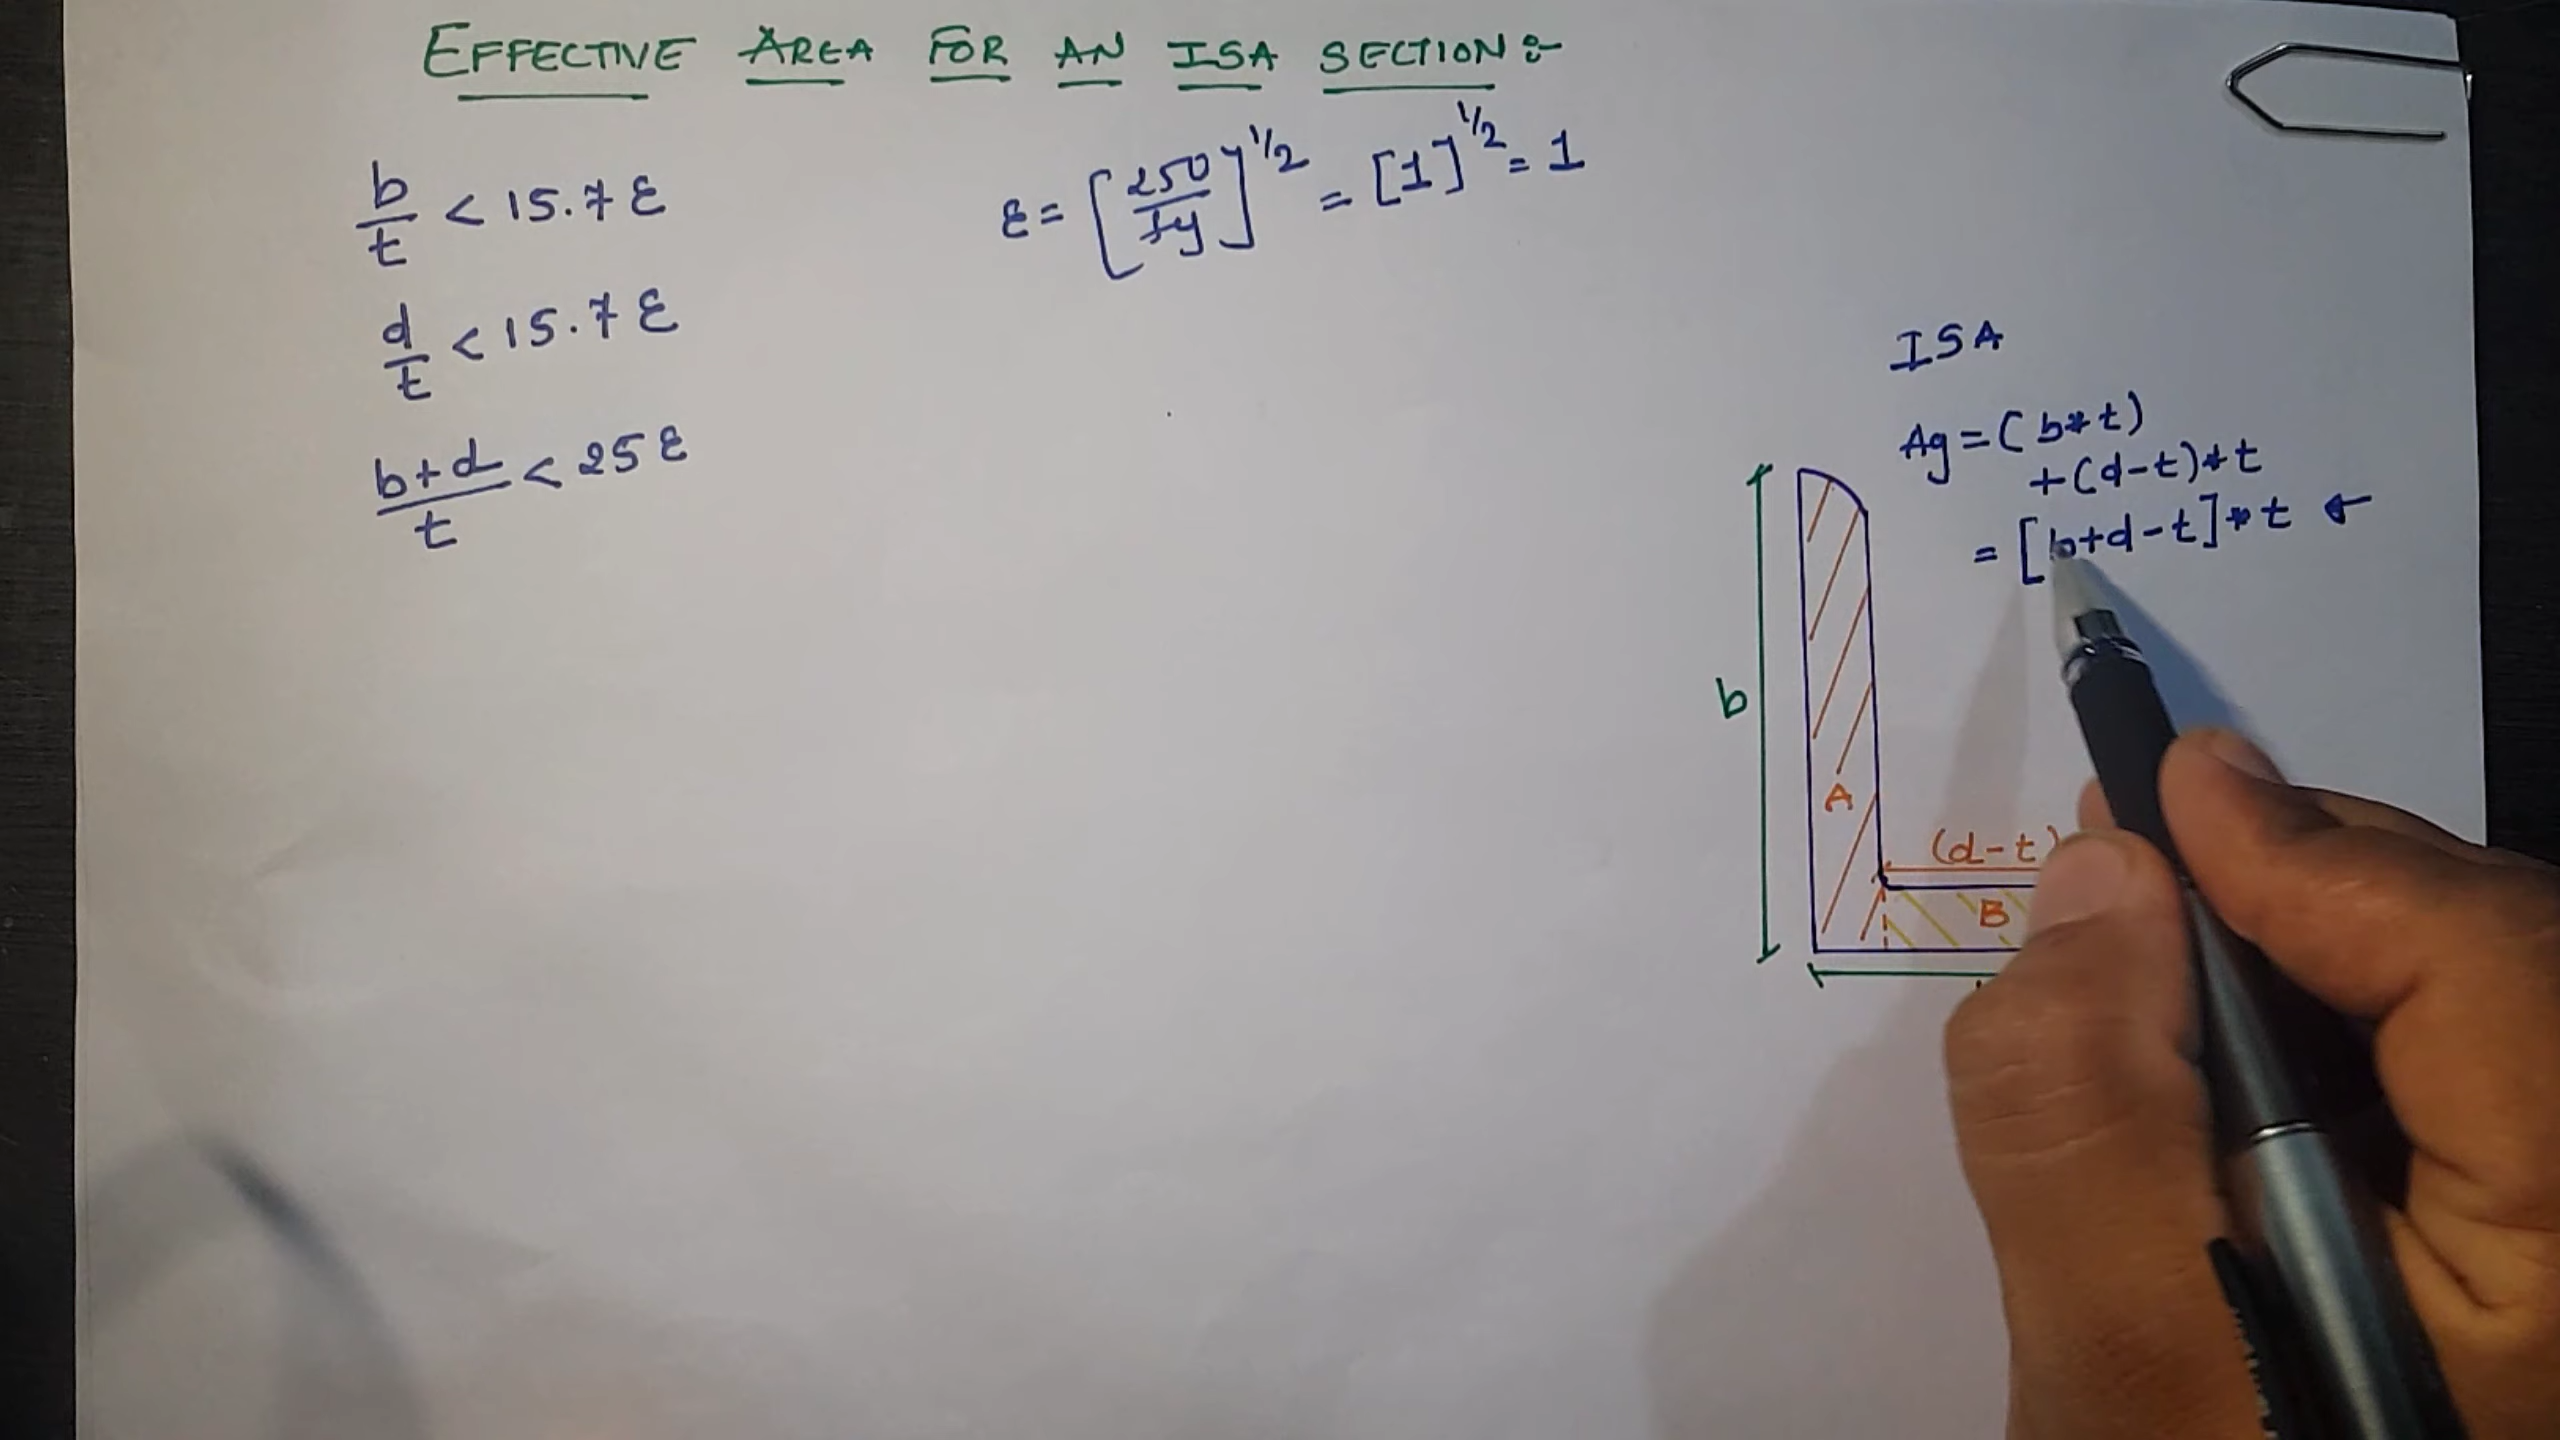 EFFECTIVE AREA FOR AN ISA SECTION:-
b/t < 15.7 ε
ε = [250/fy]^1/2 = [1]^1/2 = 1
d/t < 15.7 ε
b+d/t < 25 ε
ISA
Ag = (b*t)
+(d-t)*t
= [b+d-t]*t ←
b
A
(d-t)
B